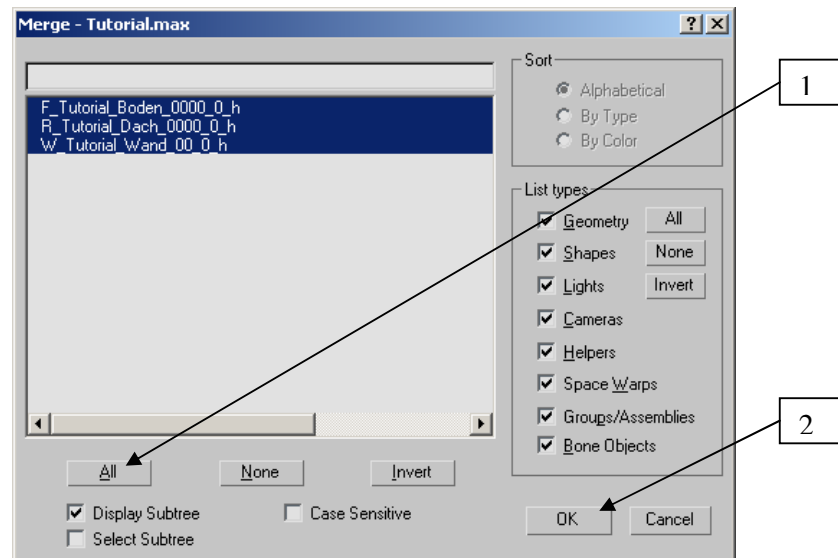 Merge - Tutorial.max
F_Tutorial_Boden_0000_0_h
R_Tutorial_Dach_0000_0_h
W_Tutorial_Wand_00_0_h
All
None
Invert
Display Subtree
Case Sensitive
Select Subtree
Sort
Alphabetical
By Type
By Color
List types
Geometry
All
Shapes
None
Lights
Invert
Cameras
Helpers
Space Warps
Groups/Assemblies
Bone Objects
OK
Cancel
1
2